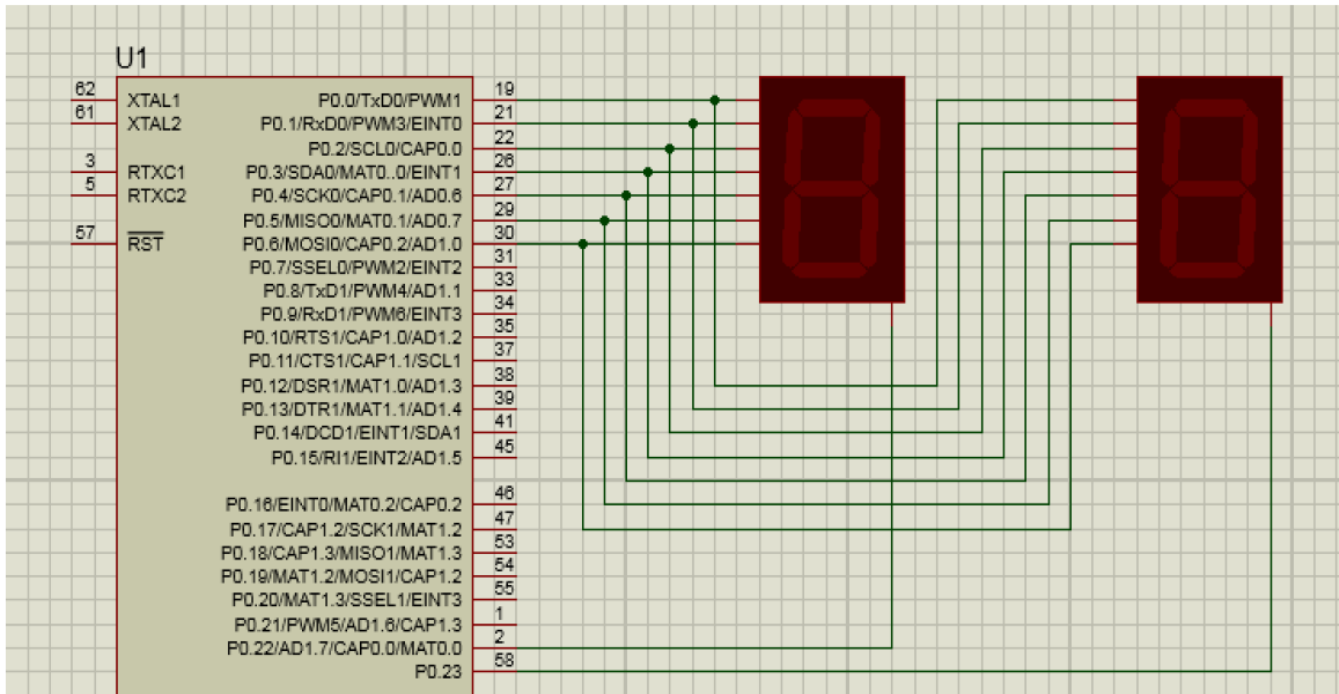 U1
62 XTAL1 P0.0/TxD0/PWM1 19
61 XTAL2 P0.1/RxD0/PWM3/EINT0 21
P0.2/SCL0/CAP0.0 22
3 RTXC1 P0.3/SDA0/MAT0..0/EINT1 26
5 RTXC2 P0.4/SCK0/CAP0.1/AD0.6 27
P0.5/MISO0/MAT0.1/AD0.7 29
57 RST P0.6/MOSI0/CAP0.2/AD1.0 30
P0.7/SSEL0/PWM2/EINT2 31
P0.8/TxD1/PWM4/AD1.1 33
P0.9/RxD1/PWM6/EINT3 34
P0.10/RTS1/CAP1.0/AD1.2 35
P0.11/CTS1/CAP1.1/SCL1 37
P0.12/DSR1/MAT1.0/AD1.3 38
P0.13/DTR1/MAT1.1/AD1.4 39
P0.14/DCD1/EINT1/SDA1 41
P0.15/RI1/EINT2/AD1.5 45
P0.16/EINT0/MAT0.2/CAP0.2 46
P0.17/CAP1.2/SCK1/MAT1.2 47
P0.18/CAP1.3/MISO1/MAT1.3 53
P0.19/MAT1.2/MOSI1/CAP1.2 54
P0.20/MAT1.3/SSEL1/EINT3 55
P0.21/PWM5/AD1.6/CAP1.3 1
P0.22/AD1.7/CAP0.0/MAT0.0 2
P0.23 58